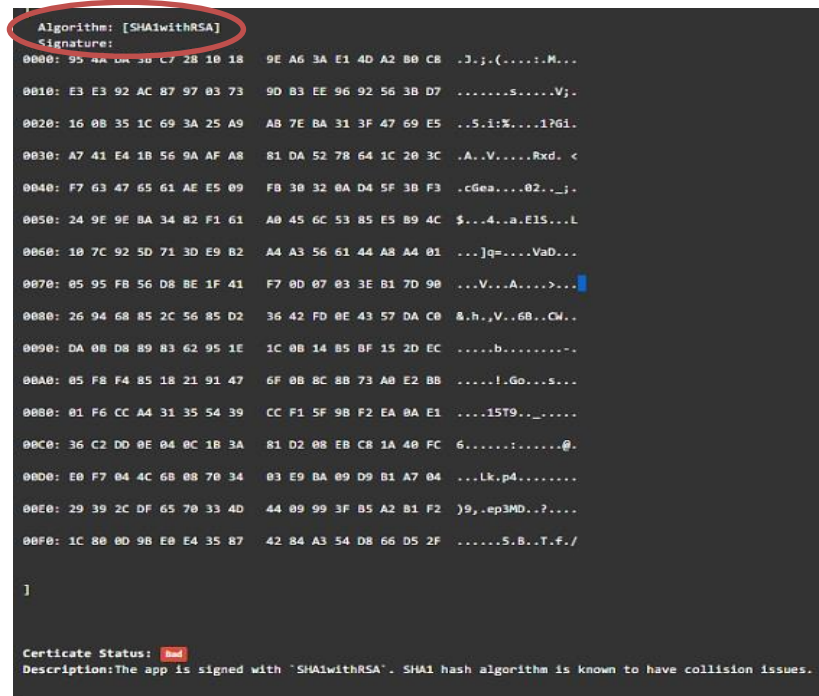 Algorithm: [SHA1withRSA]
Signature:
0000: 95 4A DA 3B C7 28 10 18 9E A6 3A E1 4D A2 B0 C8 .J.;.(....:.M...
0010: E3 E3 92 AC 87 97 03 73 9D B3 EE 96 92 56 3B D7 .......s.....V;.
0020: 16 0B 35 1C 69 3A 25 A9 AB 7E BA 31 3F 47 69 E5 ..5.i:%....1?Gi.
0030: A7 41 E4 1B 56 9A AF A8 81 DA 52 78 64 1C 20 3C .A..V.....Rxd. <
0040: F7 63 47 65 61 AE E5 09 FB 30 32 0A D4 5F 3B F3 .cGea....02.._;.
0050: 24 9E 9E BA 34 82 F1 61 A0 45 6C 53 85 E5 B9 4C $...4..a.ElS...L
0060: 10 7C 92 5D 71 3D E9 B2 A4 A3 56 61 44 A8 A4 01 ...]q=....VaD...
0070: 05 95 FB 56 D8 BE 1F 41 F7 0D 07 03 3E B1 7D 90 ...V...A....>...
0080: 26 94 68 85 2C 56 85 D2 36 42 FD 0E 43 57 DA C0 &.h.,V..6B..CW..
0090: DA 0B D8 89 83 62 95 1E 1C 0B 14 B5 BF 15 2D EC .....b........-.
00A0: 05 F8 F4 85 18 21 91 47 6F 0B 8C 8B 73 A0 E2 BB .....!.Go...s...
00B0: 01 F6 CC A4 31 35 54 39 CC F1 5F 9B F2 EA 0A E1 ....15T9.._.....
00C0: 36 C2 DD 0E 04 0C 1B 3A 81 D2 08 EB C8 1A 40 FC 6......:......@.
00D0: E0 F7 04 4C 6B 08 70 34 03 E9 BA 09 D9 B1 A7 04 ...Lk.p4........
00E0: 29 39 2C DF 65 70 33 4D 44 09 99 3F B5 A2 B1 F2 )9,.ep3MD..?....
00F0: 1C 80 0D 9B E0 E4 35 87 42 84 A3 54 D8 66 D5 2F ......5.B..T.f./
]
Certicate Status: Bad
Description:The app is signed with `SHA1withRSA`. SHA1 hash algorithm is known to have collision issues.